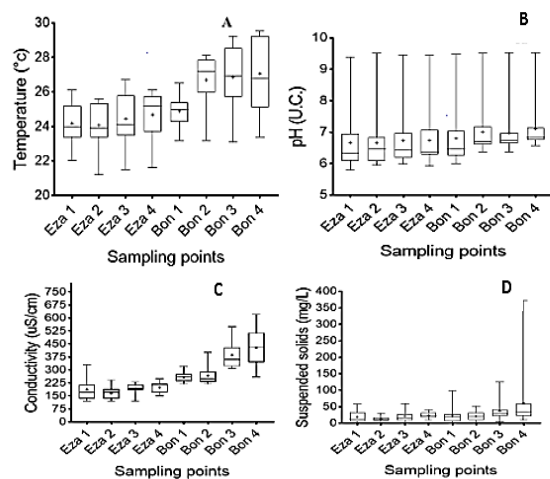 A
Temperature (°c)
30
28
26
24
22
20
Eza 1
Eza 2
Eza 3
Eza 4
Bon 1
Bon 2
Bon 3
Bon 4
Sampling points
B
pH (U.C.)
10
9
8
7
6
5
Eza 1
Eza 2
Eza 3
Eza 4
Bon 1
Bon 2
Bon 3
Bon 4
Sampling points
C
Conductivity (uS/cm)
750
675
600
525
450
375
300
225
150
75
0
Eza 1
Eza 2
Eza 3
Eza 4
Bon 1
Bon 2
Bon 3
Bon 4
Sampling points
D
Suspended solids (mg/L)
400
350
300
250
200
150
100
50
0
Eza 1
Eza 2
Eza 3
Eza 4
Bon 1
Bon 2
Bon 3
Bon 4
Sampling points